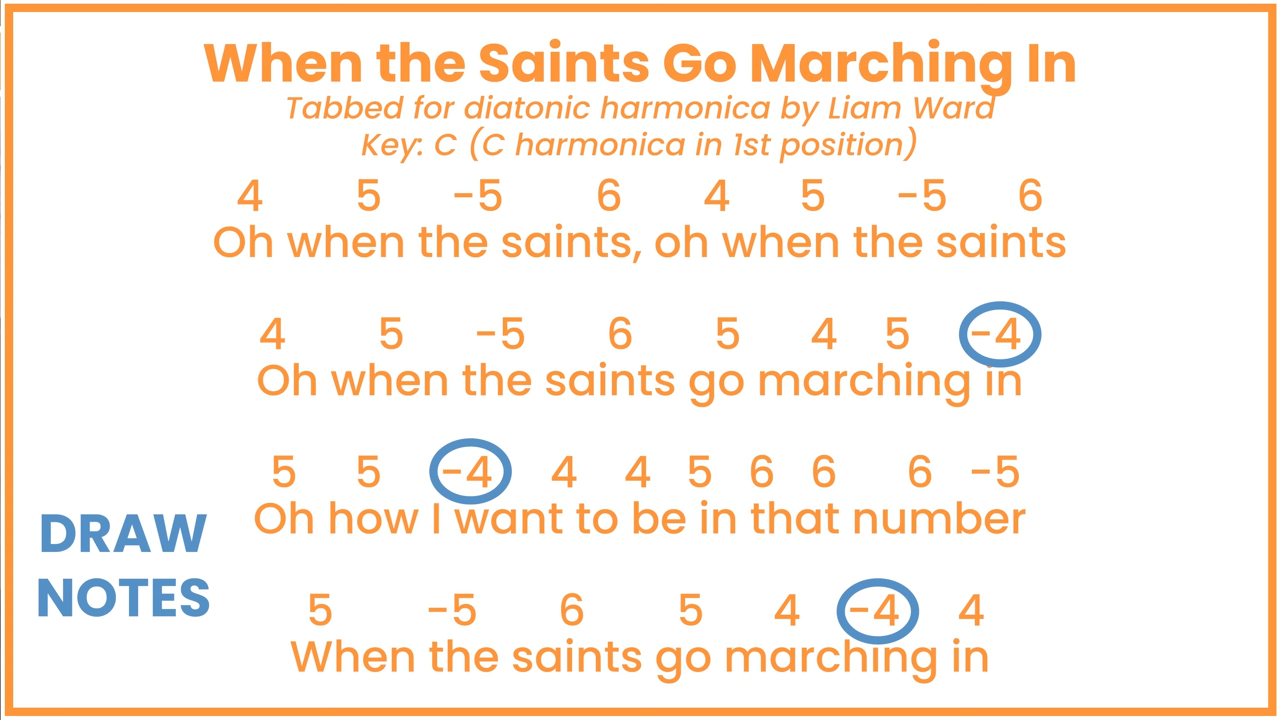 When the Saints Go Marching In
Tabbed for diatonic harmonica by Liam Ward
Key: C (C harmonica in 1st position)
4 5 -5 6 4 5 -5 6
Oh when the saints, oh when the saints
4 5 -5 6 5 4 5 -4
Oh when the saints go marching in
5 5 -4 4 4 5 6 6 6 -5
Oh how I want to be in that number
DRAW
NOTES
5 -5 6 5 4 -4 4
When the saints go marching in